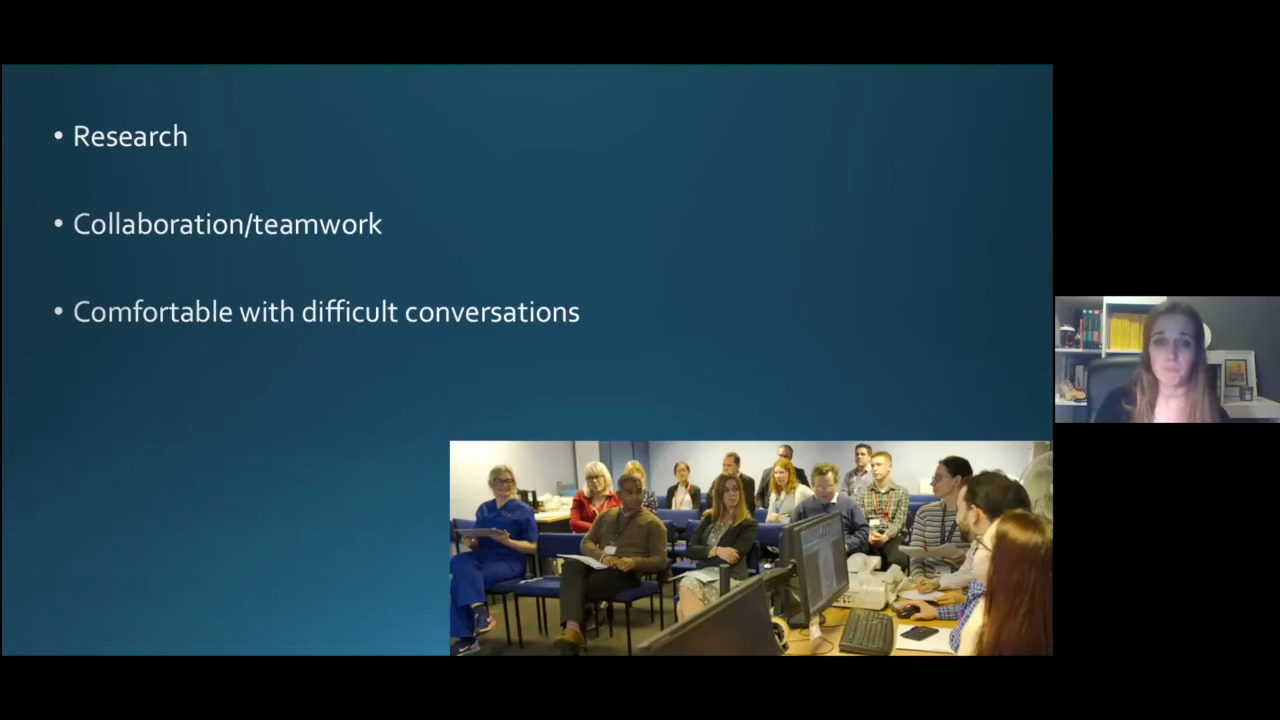 • Research
• Collaboration/teamwork
• Comfortable with difficult conversations